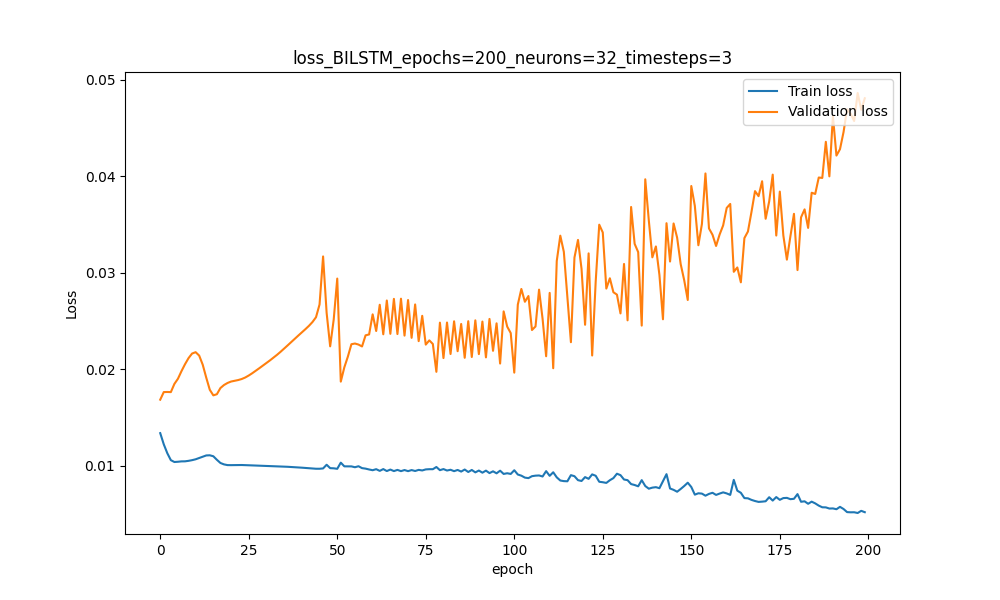 loss_BILSTM_epochs=200_neurons=32_timesteps=3
Train loss
Validation loss
0.05
0.04
0.03
0.02
0.01
Loss
0 25 50 75 100 125 150 175 200
epoch